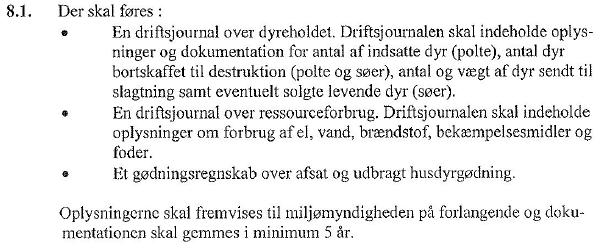 8.1. Der skal føres :
• En driftsjournal over dyreholdet. Driftsjournalen skal indeholde oplys-
ninger og dokumentation for antal af indsatte dyr (polte), antal dyr
bortskaffet til destruktion (polte og søer), antal og vægt af dyr sendt til
slagtning samt eventuelt solgte levende dyr (søer).
• En driftsjournal over ressourceforbrug. Driftsjournalen skal indeholde
oplysninger om forbrug af el, vand, brændstof, bekæmpelsesmidler og
foder.
• Et gødningsregnskab over afsat og udbragt husdyrgødning.
Oplysningerne skal fremvises til miljømyndigheden på forlangende og doku-
mentationen skal gemmes i minimum 5 år.